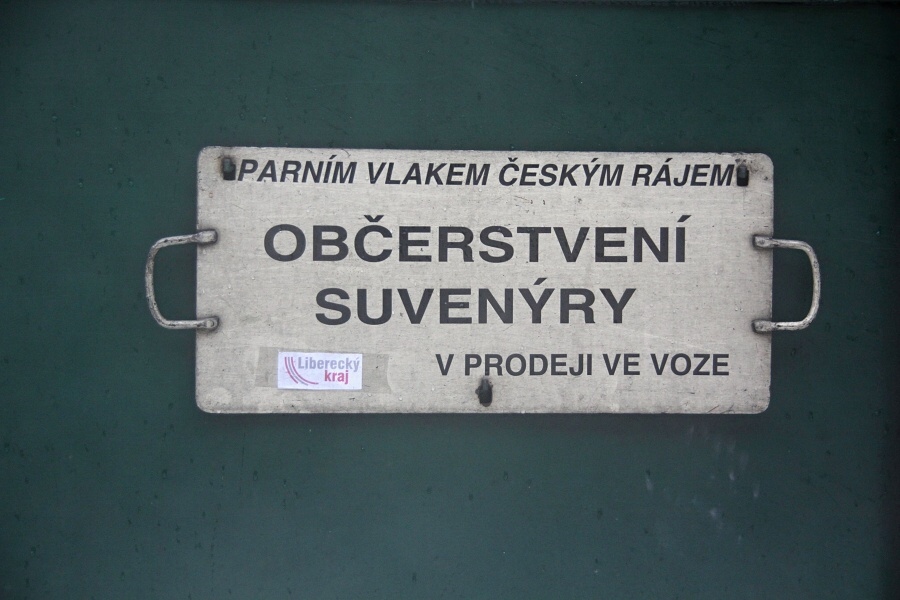 PARNÍM VLAKEM ČESKÝM RÁJEM
OBČERSTVENÍ
SUVENÝRY
V PRODEJI VE VOZE
Liberecký
kraj